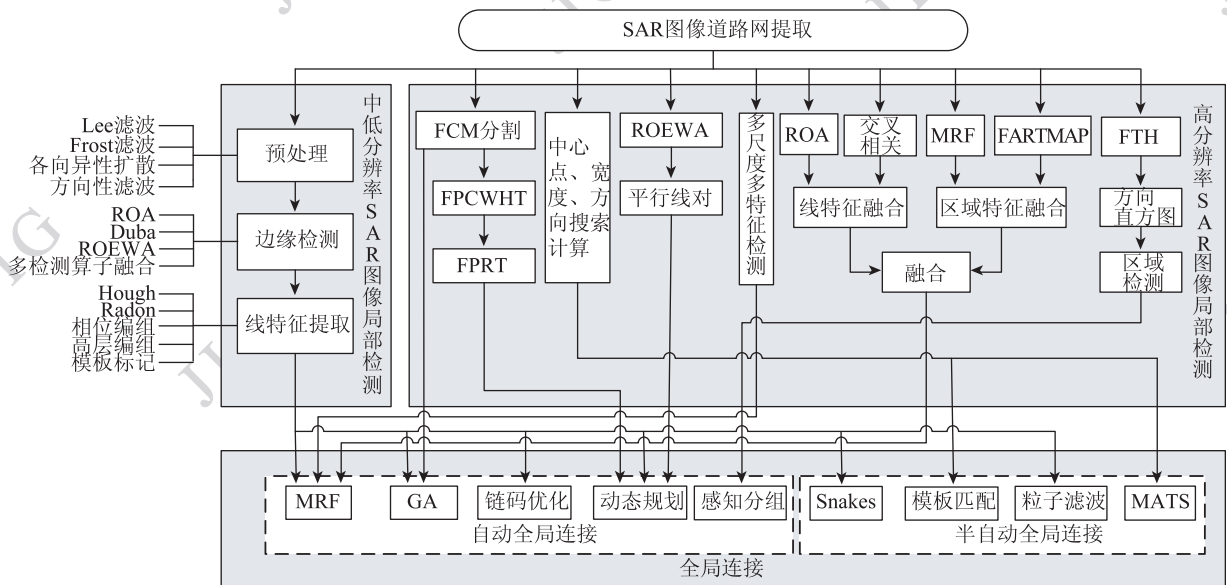 SAR图像道路网提取
中低分辨率SAR图像局部检测
Lee滤波
Frost滤波
各向异性扩散
方向性滤波
预处理
ROA
Duba
ROEWA
多检测算子融合
边缘检测
Hough
Radon
相位编组
高层编组
模板标记
线特征提取
高分辨率SAR图像局部检测
FCM分割
FPCWHT
FPRT
中心
点、宽
度、方
向搜索
计算
ROEWA
平行线对
多尺度多特征检测
ROA
交叉
相关
线特征融合
MRF
FARTMAP
区域特征融合
融合
FTH
方向
直方图
区域
检测
MRF
GA
链码优化
动态规划
感知分组
自动全局连接
Snakes
模板匹配
粒子滤波
MATS
半自动全局连接
全局连接